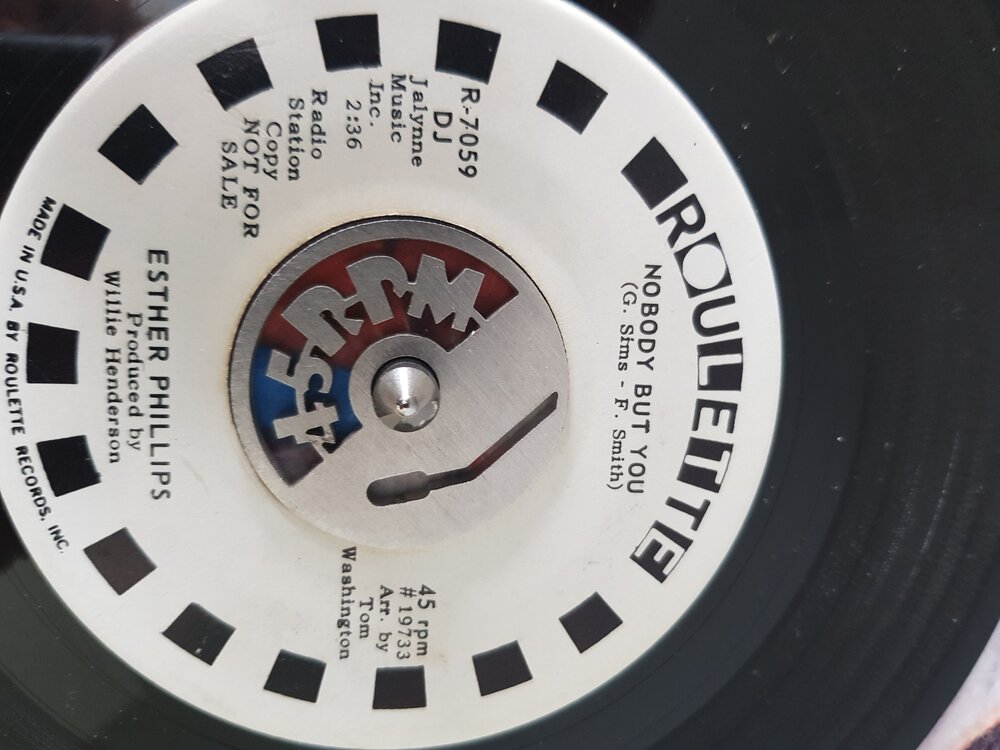 ROULETTE
NOBODY BUT YOU
(G. Sims - F. Smith)
R-7059
DJ
Jalynne
Music
Inc.
2:36
Radio
Station
Copy
NOT FOR
SALE
45 RPM
45 rpm
# 19733
Arr. by
Tom
Washington
ESTHER PHILLIPS
Produced by
Willie Henderson
MADE IN U.S.A. BY ROULETTE RECORDS, INC.